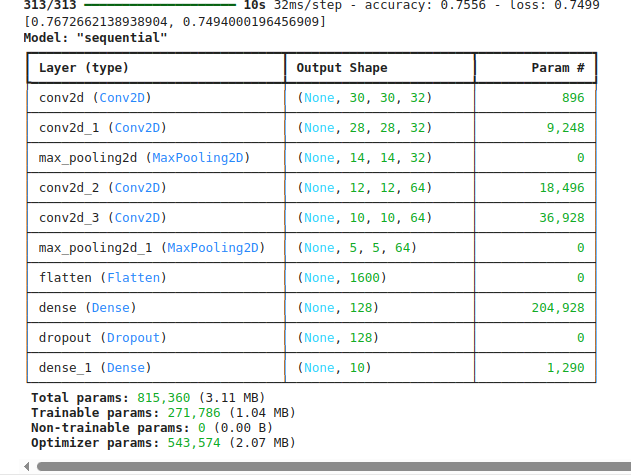 313/313 ━━━━━━━━━━━━━━━━━━━━ 10s 32ms/step - accuracy: 0.7556 - loss: 0.7499
[0.7672662138938904, 0.7494000196456909]
Model: "sequential"
Layer (type) Output Shape Param #
conv2d (Conv2D) (None, 30, 30, 32) 896
conv2d_1 (Conv2D) (None, 28, 28, 32) 9,248
max_pooling2d (MaxPooling2D) (None, 14, 14, 32) 0
conv2d_2 (Conv2D) (None, 12, 12, 64) 18,496
conv2d_3 (Conv2D) (None, 10, 10, 64) 36,928
max_pooling2d_1 (MaxPooling2D) (None, 5, 5, 64) 0
flatten (Flatten) (None, 1600) 0
dense (Dense) (None, 128) 204,928
dropout (Dropout) (None, 128) 0
dense_1 (Dense) (None, 10) 1,290
Total params: 815,360 (3.11 MB)
Trainable params: 271,786 (1.04 MB)
Non-trainable params: 0 (0.00 B)
Optimizer params: 543,574 (2.07 MB)